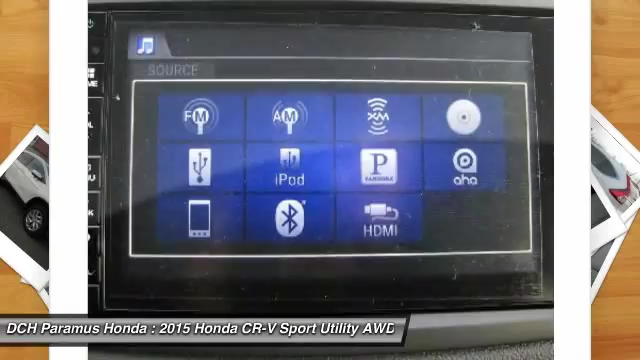 SOURCE
FM
AM
XM
iPod
P
PANDORA
aha
HDMI
DCH Paramus Honda : 2015 Honda CR-V Sport Utility AWD